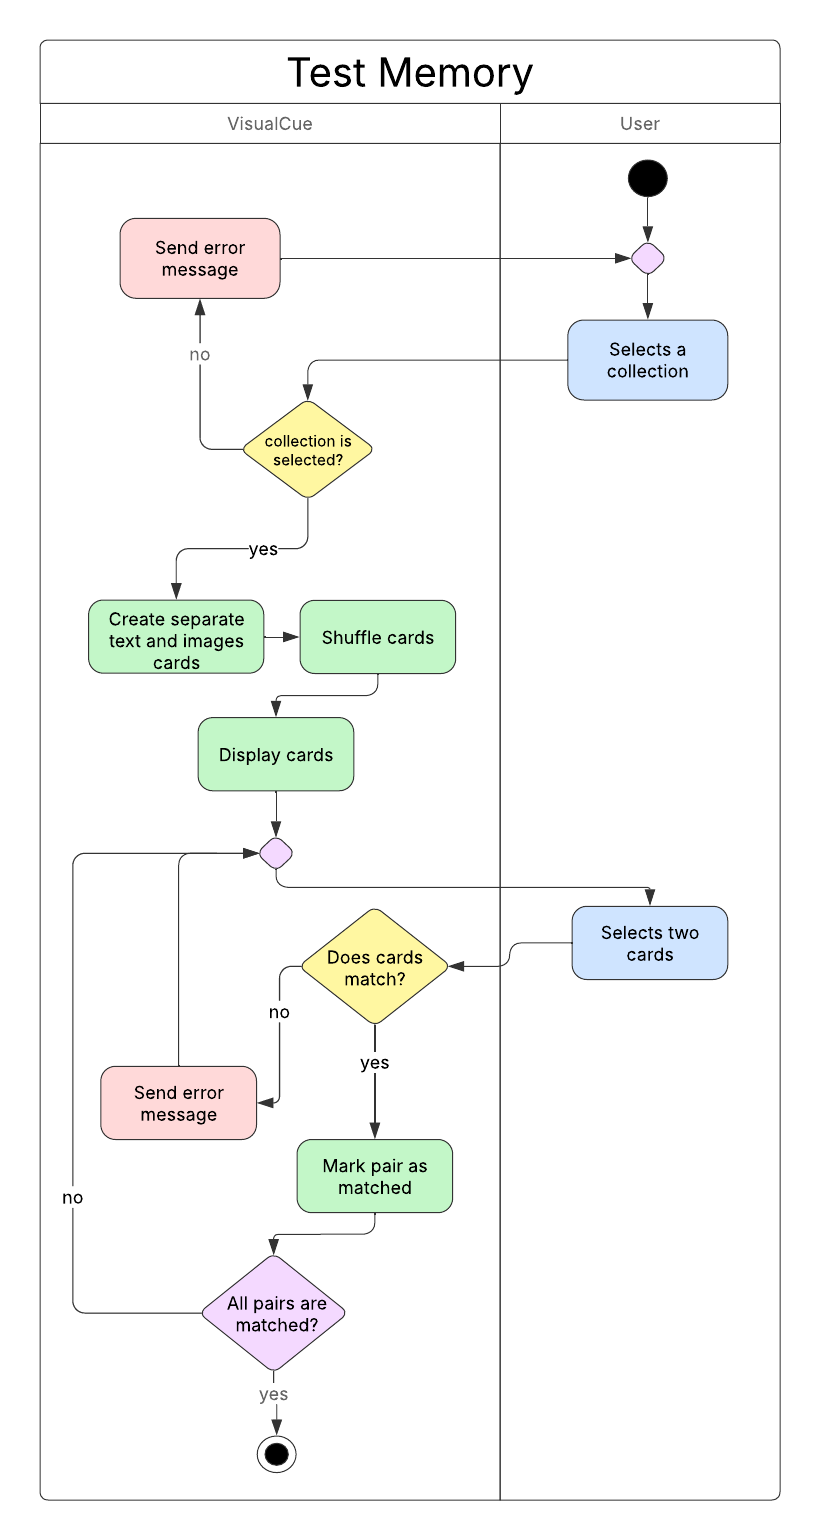 Test Memory
VisualCue
User
Send error
message
Selects a
collection
no
collection is
selected?
yes
Create separate
text and images
cards
Shuffle cards
Display cards
Selects two
cards
Does cards
match?
no
yes
Send error
message
Mark pair as
matched
no
All pairs are
matched?
yes